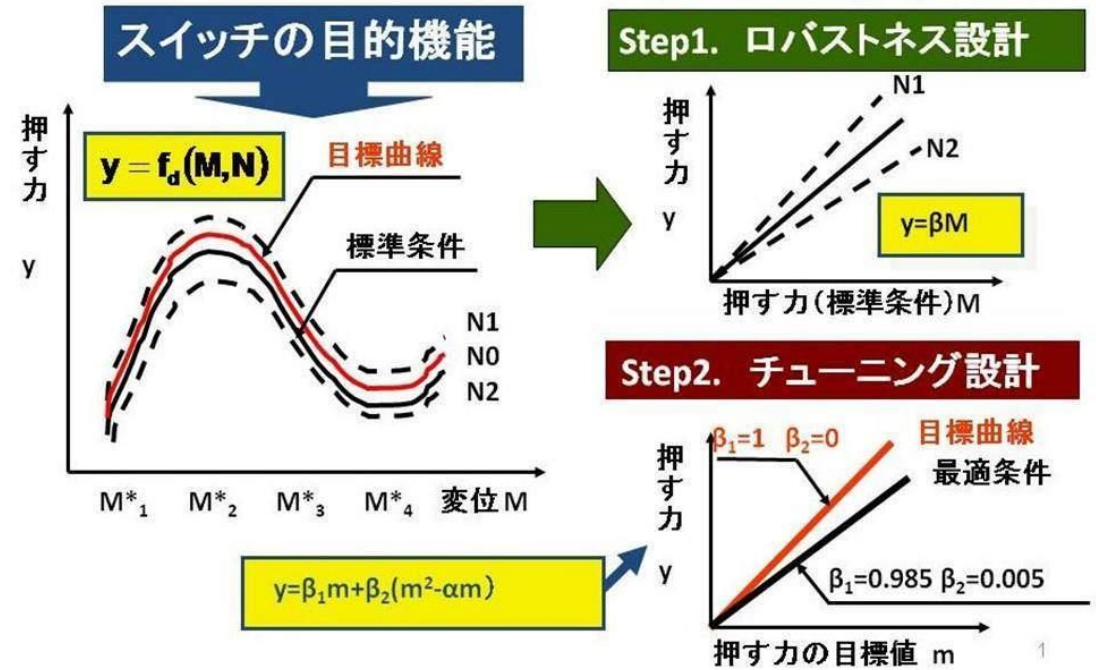 スイッチの目的機能
押す力
y
y = f_d(M,N)
目標曲線
標準条件
N1
N0
N2
M*₁ M*₂ M*₃ M*₄ 変位 M
Step1. ロバストネス設計
押す力
y
N1
N2
y=βM
押す力(標準条件)M
Step2. チューニング設計
押す力
y
β₁=1 β₂=0
目標曲線
最適条件
β₁=0.985 β₂=0.005
押す力の目標値 m
y=β₁m+β₂(m²-αm)
1